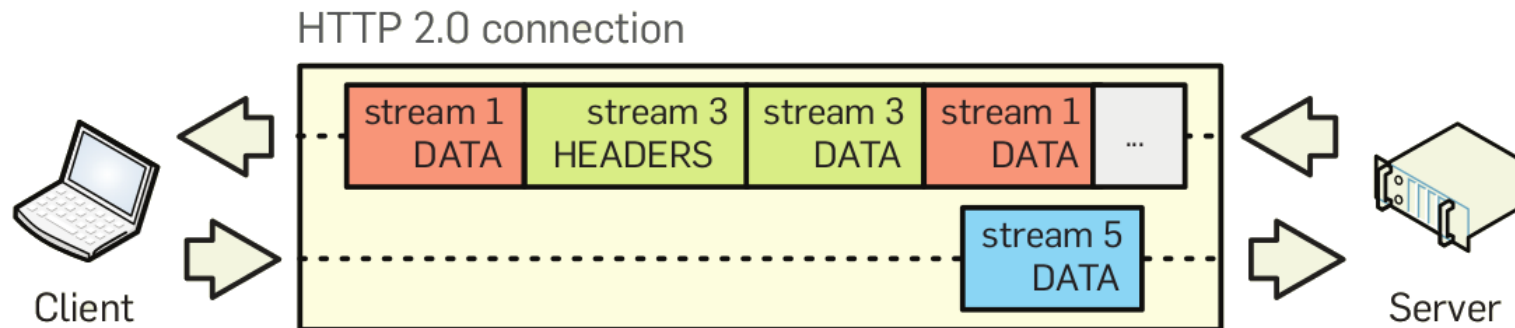 HTTP 2.0 connection
stream 1
DATA
stream 3
HEADERS
stream 3
DATA
stream 1
DATA
...
stream 5
DATA
Client
Server